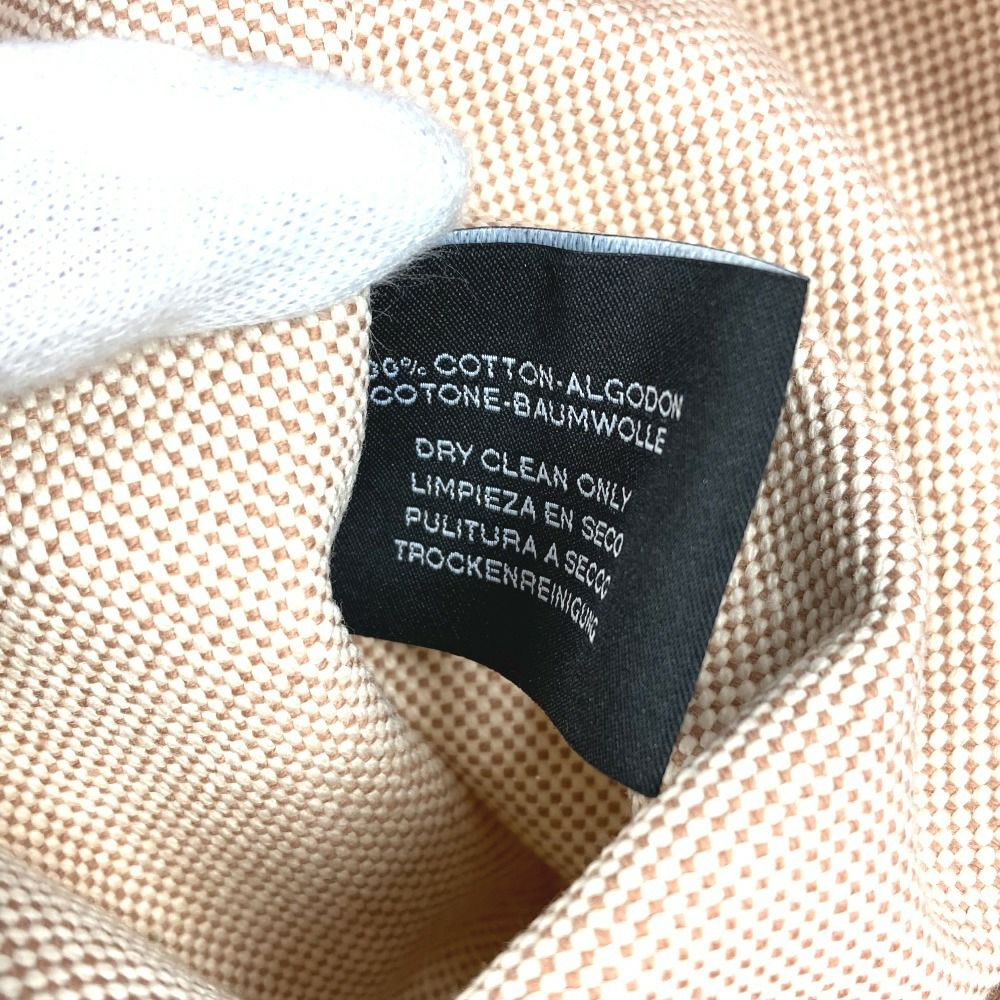 COTTON-ALGODON
COTONE-BAUMWOLLE
DRY CLEAN ONLY
LIMPIEZA EN SECO
PULITURA A SECCO
TROCKENREINIGUNG